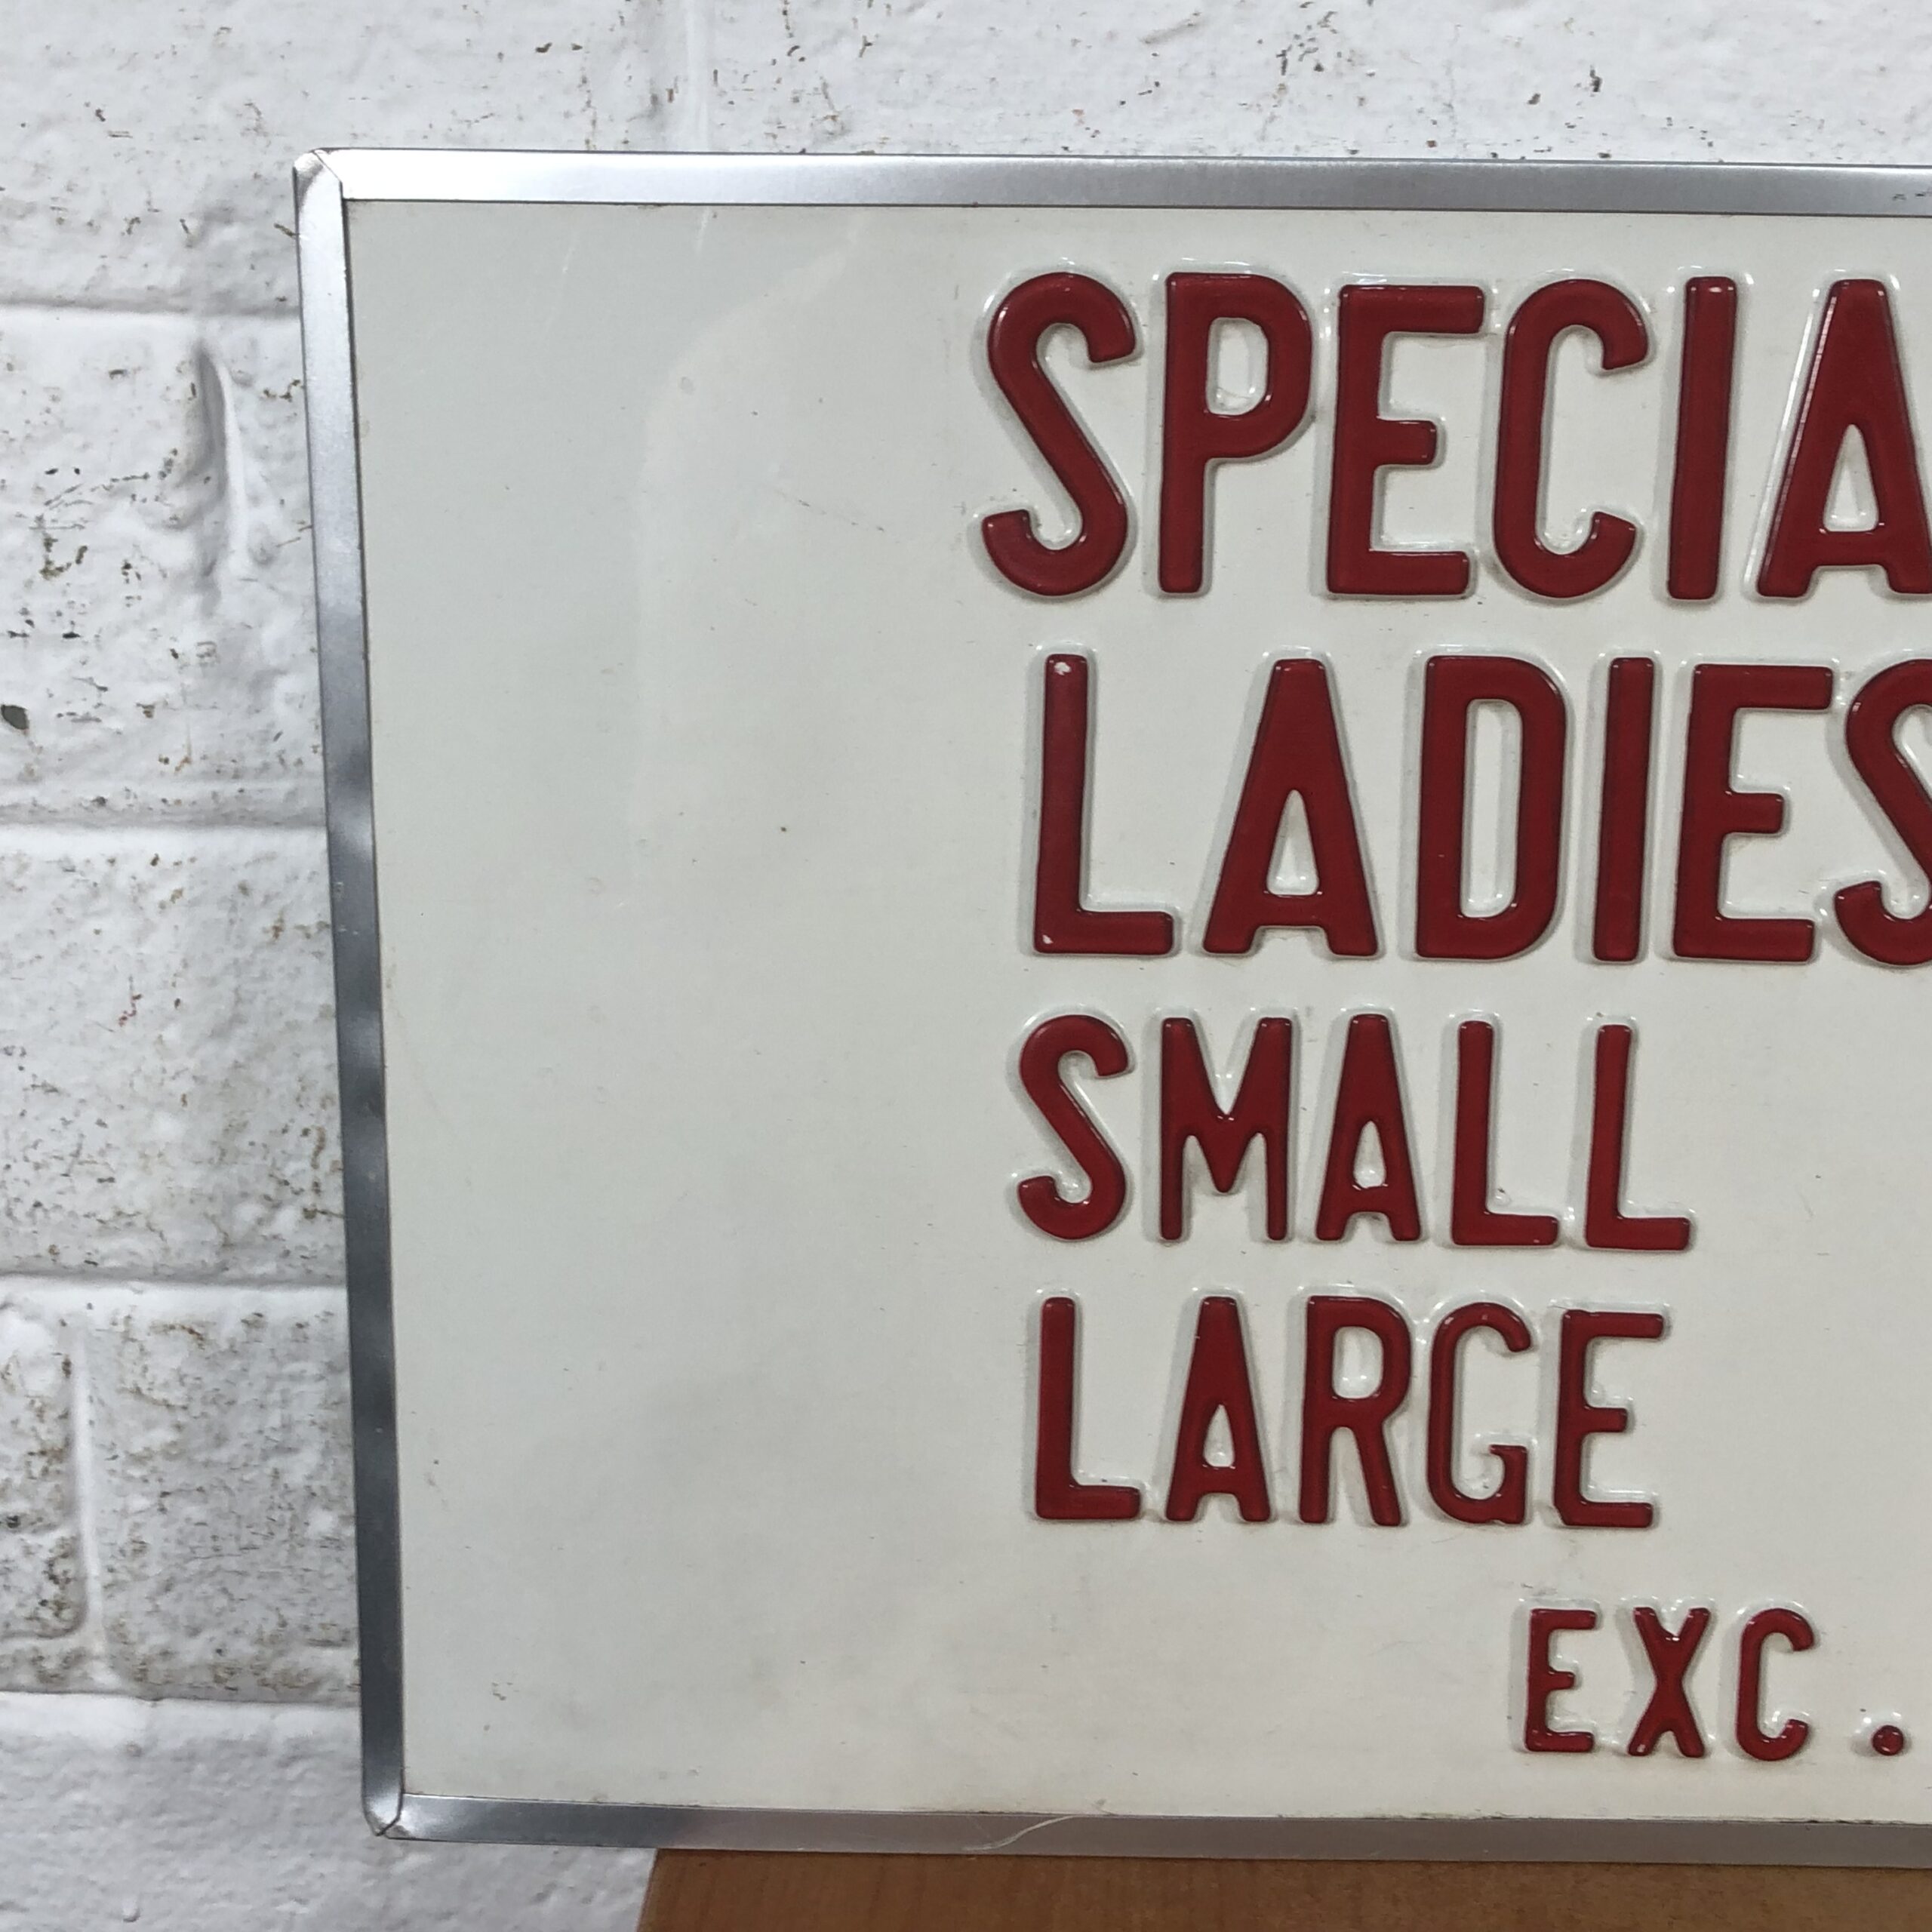 SPECIA
LADIES
SMALL
LARGE
EXC.